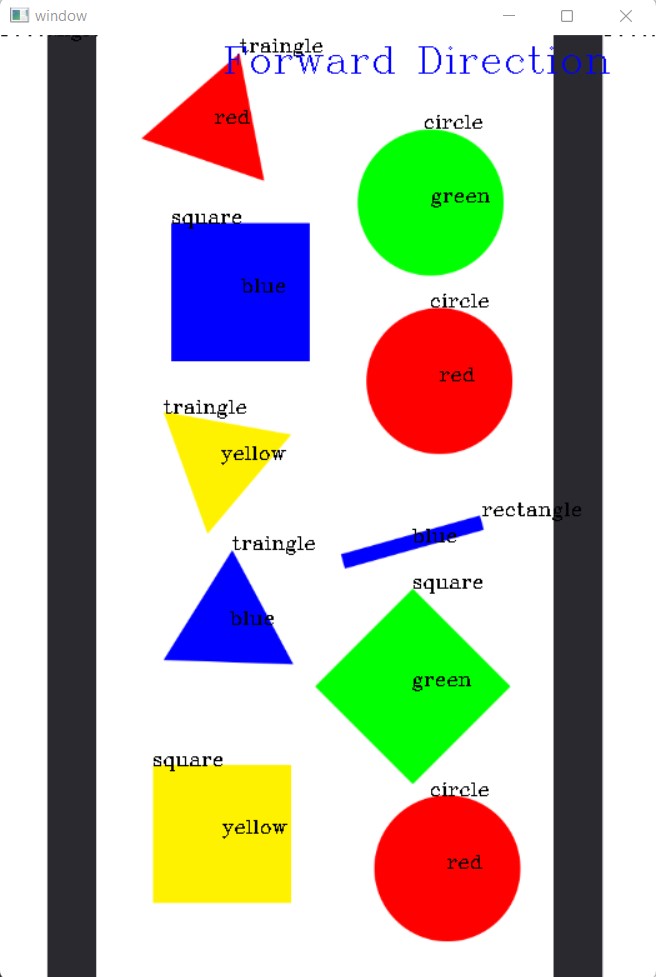 window
traingle
Forward Direction
red
circle
green
square
blue
circle
red
traingle
yellow
rectangle
blue
traingle
square
blue
green
square
circle
yellow
red